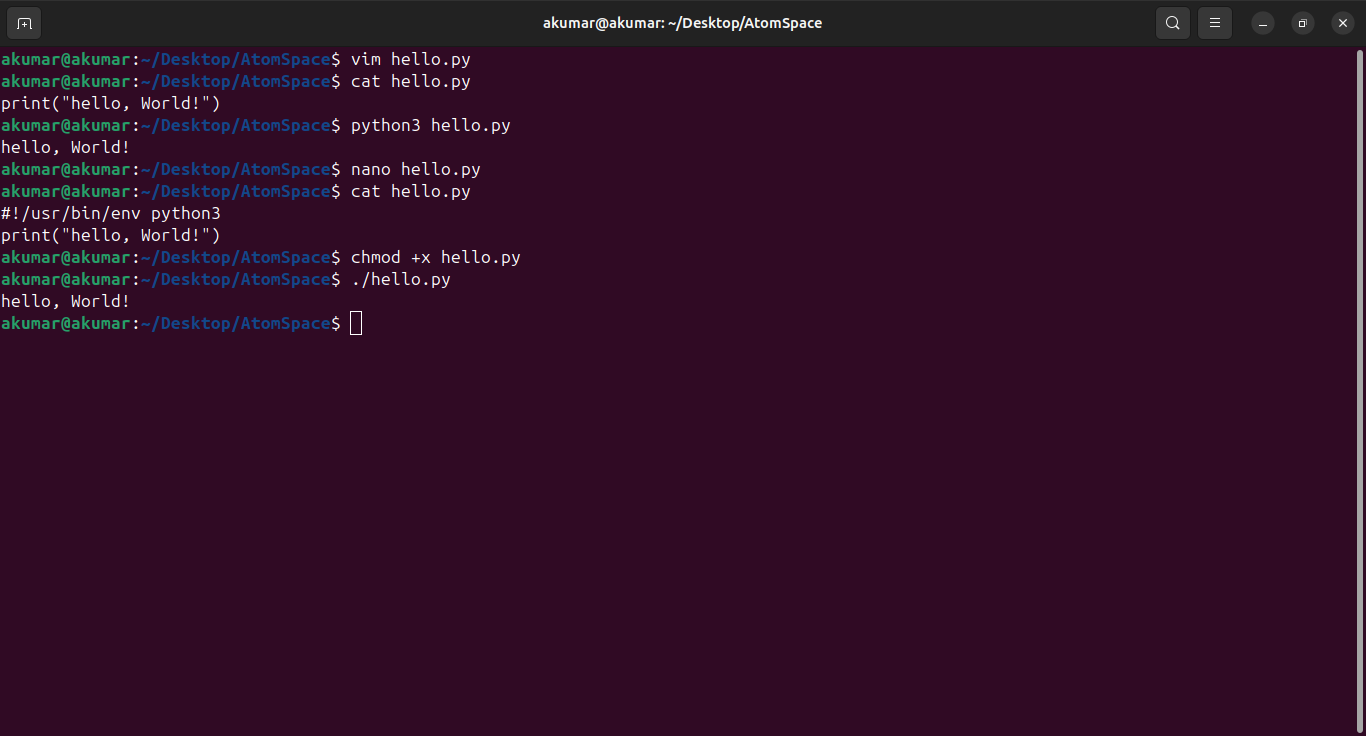 akumar@akumar: ~/Desktop/AtomSpace
akumar@akumar:~/Desktop/AtomSpace$ vim hello.py
akumar@akumar:~/Desktop/AtomSpace$ cat hello.py
print("hello, World!")
akumar@akumar:~/Desktop/AtomSpace$ python3 hello.py
hello, World!
akumar@akumar:~/Desktop/AtomSpace$ nano hello.py
akumar@akumar:~/Desktop/AtomSpace$ cat hello.py
#!/usr/bin/env python3
print("hello, World!")
akumar@akumar:~/Desktop/AtomSpace$ chmod +x hello.py
akumar@akumar:~/Desktop/AtomSpace$ ./hello.py
hello, World!
akumar@akumar:~/Desktop/AtomSpace$